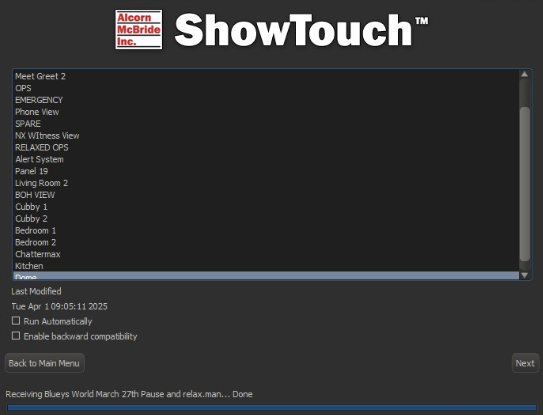 Alcorn
McBride
Inc.
ShowTouch™
Meet Greet 2
OPS
EMERGENCY
Phone View
SPARE
NX WItness View
RELAXED OPS
Alert System
Panel 19
Living Room 2
BOH VIEW
Cubby 1
Cubby 2
Bedroom 1
Bedroom 2
Chattermax
Kitchen
Dome
Last Modified
Tue Apr 1 09:05:11 2025
Run Automatically
Enable backward compatibility
Back to Main Menu
Next
Receiving Blueys World March 27th Pause and relax.man... Done